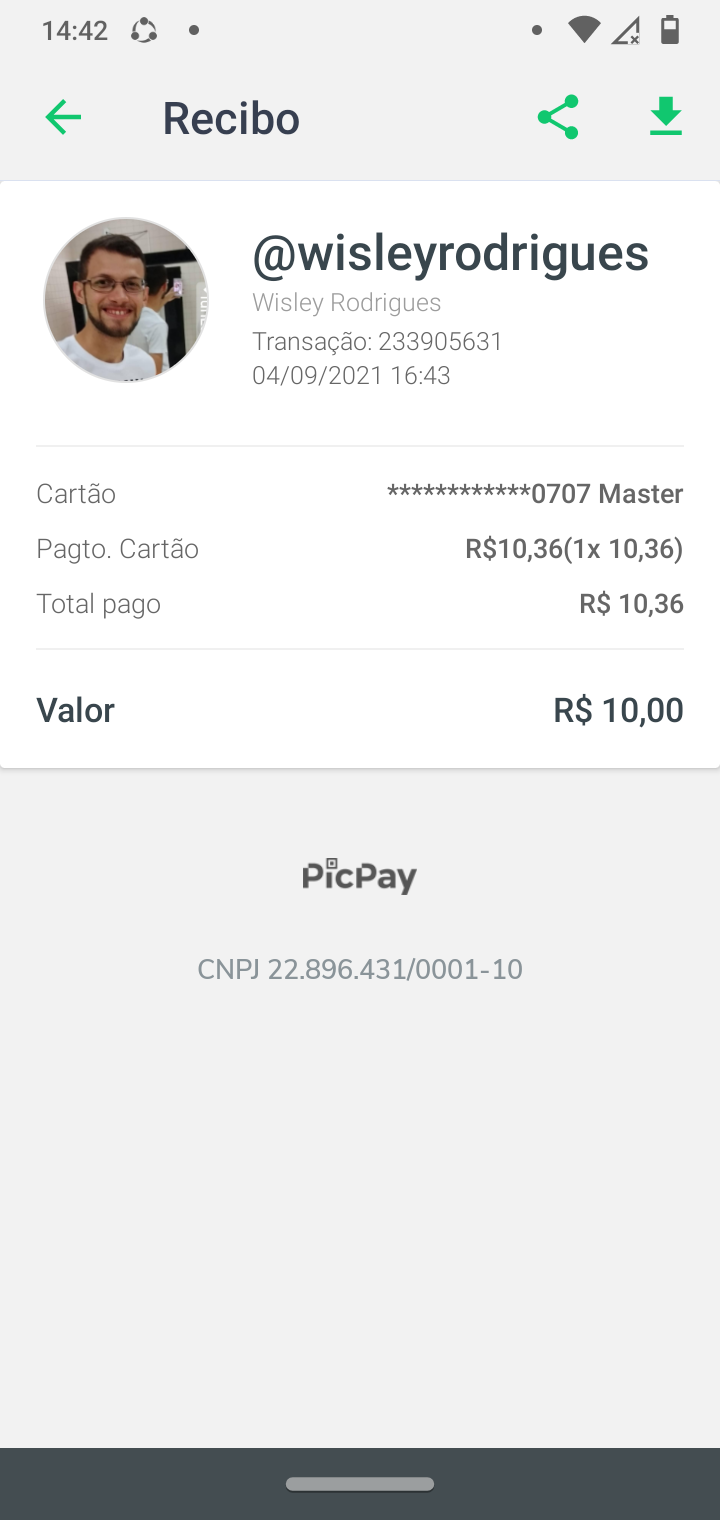 14:42
Recibo
@wisleyrodrigues
Wisley Rodrigues
Transação: 233905631
04/09/2021 16:43
Cartão ************0707 Master
Pagto. Cartão R$10,36(1x 10,36)
Total pago R$ 10,36
Valor R$ 10,00
PicPay
CNPJ 22.896.431/0001-10